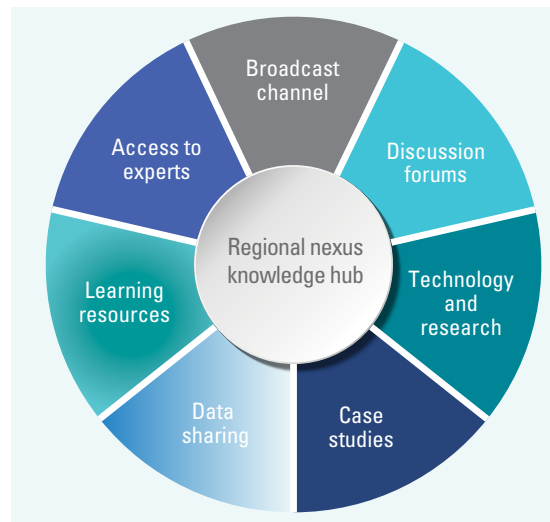 Broadcast
channel
Discussion
forums
Technology
and
research
Case
studies
Data
sharing
Learning
resources
Access to
experts
Regional nexus
knowledge hub